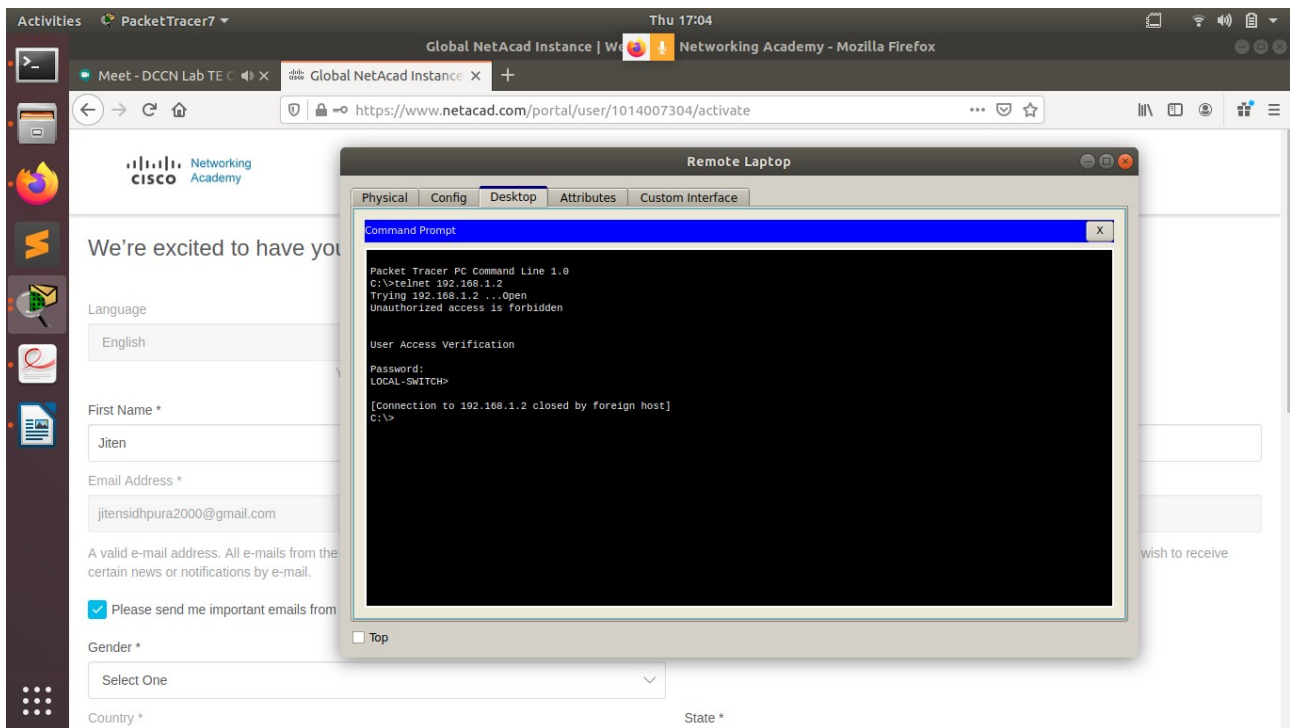 Activities PacketTracer7 Thu 17:04
Global NetAcad Instance | We Networking Academy - Mozilla Firefox
Meet - DCCN Lab TE Global NetAcad Instance
https://www.netacad.com/portal/user/1014007304/activate
CISCO Networking Academy
Remote Laptop
Physical Config Desktop Attributes Custom Interface
Command Prompt X
Packet Tracer PC Command Line 1.0
C:\>telnet 192.168.1.2
Trying 192.168.1.2 ...Open
Unauthorized access is forbidden
User Access Verification
Password:
LOCAL-SWITCH>
[Connection to 192.168.1.2 closed by foreign host]
C:\>
Top
We're excited to have you
Language
English
First Name *
Jiten
Email Address *
jitensidhpura2000@gmail.com
A valid e-mail address. All e-mails from the wish to receive
certain news or notifications by e-mail.
Please send me important emails from
Gender *
Select One
Country * State *